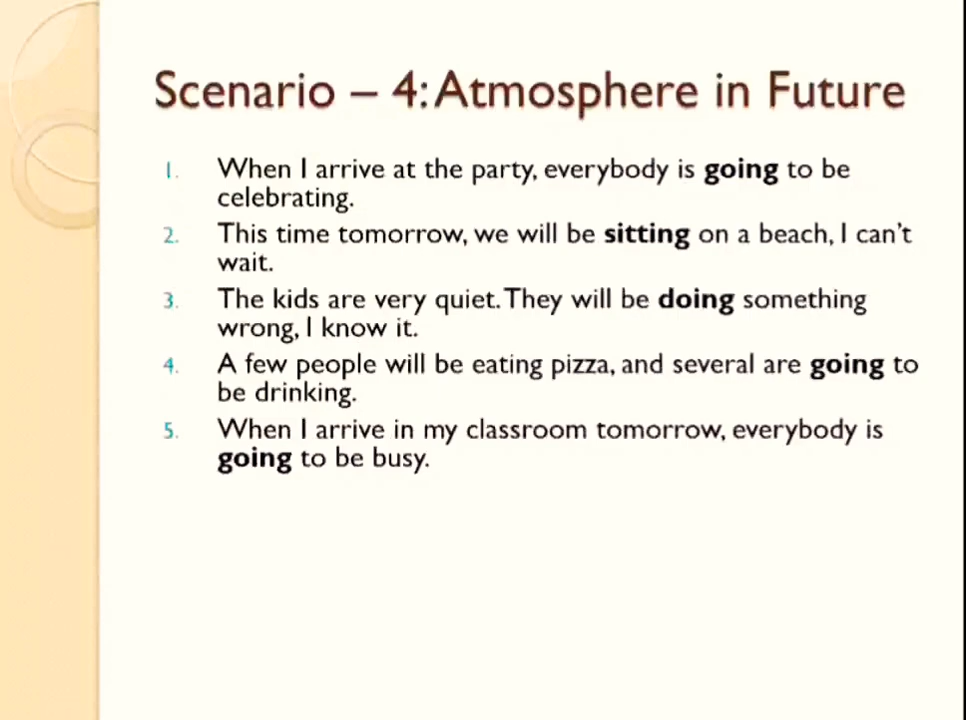 Scenario – 4: Atmosphere in Future
1. When I arrive at the party, everybody is going to be
celebrating.
2. This time tomorrow, we will be sitting on a beach, I can't
wait.
3. The kids are very quiet. They will be doing something
wrong, I know it.
4. A few people will be eating pizza, and several are going to
be drinking.
5. When I arrive in my classroom tomorrow, everybody is
going to be busy.